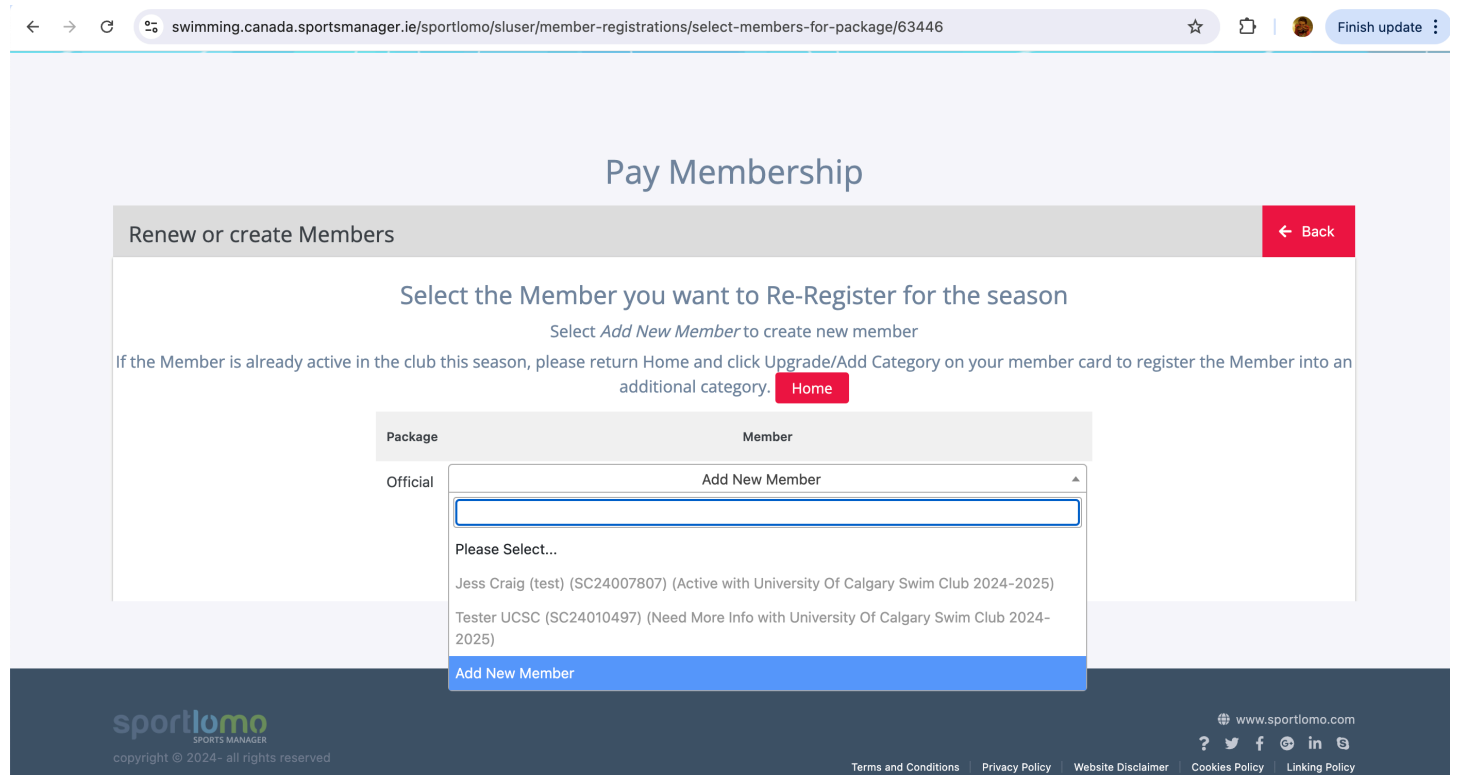 swimming.canada.sportsmanager.ie/sportlomo/sluser/member-registrations/select-members-for-package/63446
Finish update
Pay Membership
Renew or create Members
Back
Select the Member you want to Re-Register for the season
Select Add New Member to create new member
If the Member is already active in the club this season, please return Home and click Upgrade/Add Category on your member card to register the Member into an
additional category. Home
Package Member
Official Add New Member
Please Select...
Jess Craig (test) (SC24007807) (Active with University Of Calgary Swim Club 2024-2025)
Tester UCSC (SC24010497) (Need More Info with University Of Calgary Swim Club 2024-
2025)
Add New Member
sportlomo
SPORTS MANAGER
copyright © 2024- all rights reserved
www.sportlomo.com
Terms and Conditions Privacy Policy Website Disclaimer Cookies Policy Linking Policy